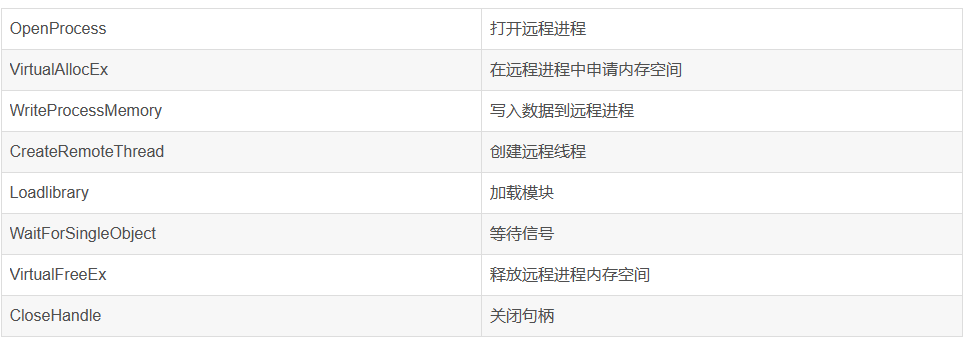 OpenProcess 打开远程进程
VirtualAllocEx 在远程进程中申请内存空间
WriteProcessMemory 写入数据到远程进程
CreateRemoteThread 创建远程线程
Loadlibrary 加载模块
WaitForSingleObject 等待信号
VirtualFreeEx 释放远程进程内存空间
CloseHandle 关闭句柄